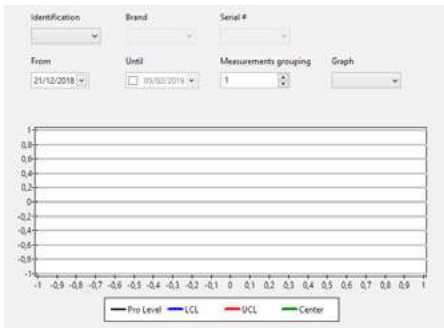 Identification Brand Serial #
From Until Measurements grouping Graph
21/12/2018 05/02/2019 1
1
0,8
0,6
0,4
0,2
0
-0,2
-0,4
-0,6
-0,8
-1
-1 -0,9 -0,8 -0,7 -0,6 -0,5 -0,4 -0,3 -0,2 -0,1 0 0,1 0,2 0,3 0,4 0,5 0,6 0,7 0,8 0,9 1
Pro Level LCL UCL Center